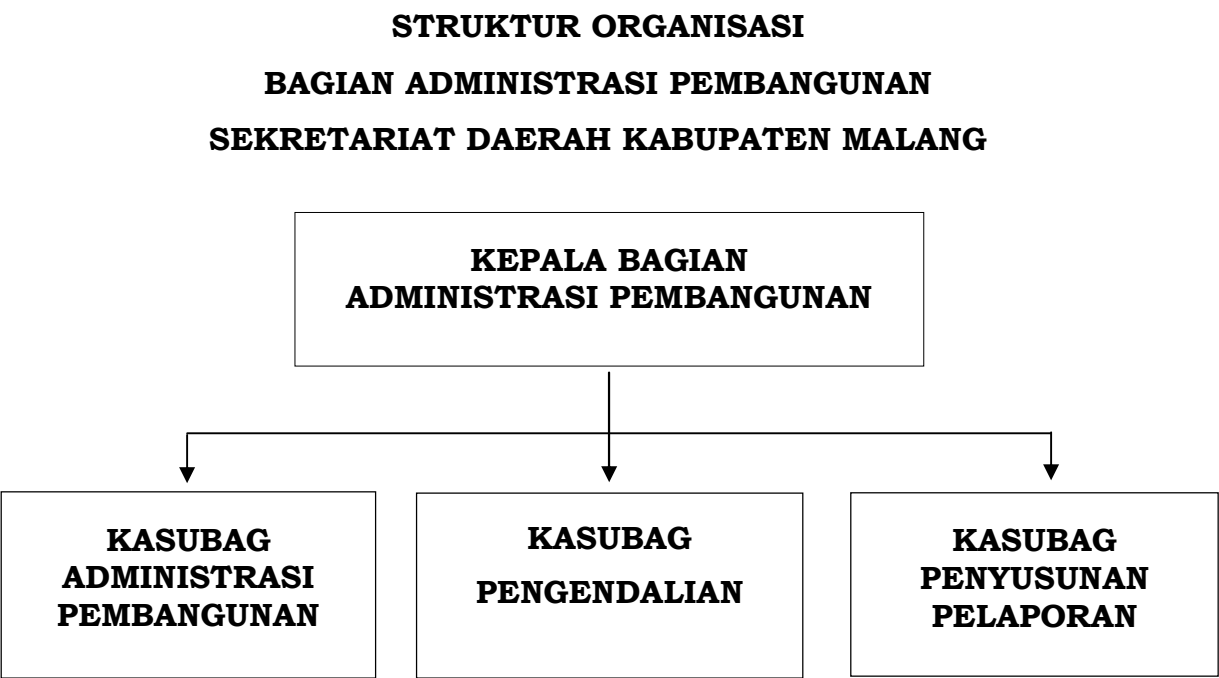 STRUKTUR ORGANISASI
BAGIAN ADMINISTRASI PEMBANGUNAN
SEKRETARIAT DAERAH KABUPATEN MALANG
KEPALA BAGIAN
ADMINISTRASI PEMBANGUNAN
KASUBAG
ADMINISTRASI
PEMBANGUNAN
KASUBAG
PENGENDALIAN
KASUBAG
PENYUSUNAN
PELAPORAN